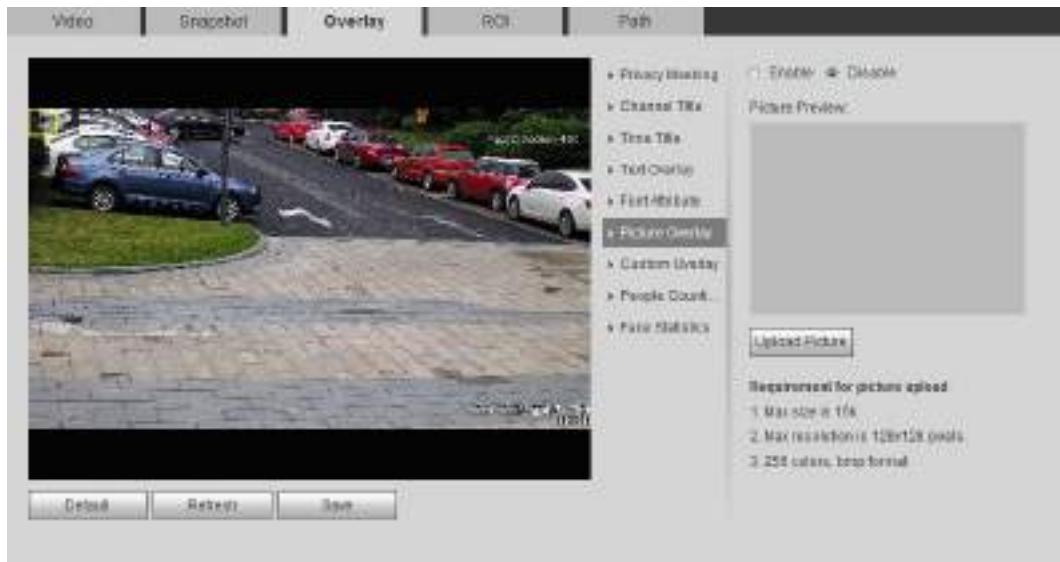 Video Snapshot Overlay ROI Path
Privacy Masking
Channel Title
Time Title
Text Overlay
Font Attribute
Picture Overlay
Custom Overlay
People Count...
Face Statistics
Enable Disable
Picture Preview:
Upload Picture
Requirement for picture upload
1. Max size is 16k
2. Max resolution is 128*128 pixels
3. 256 colors, bmp format
Default Refresh Save